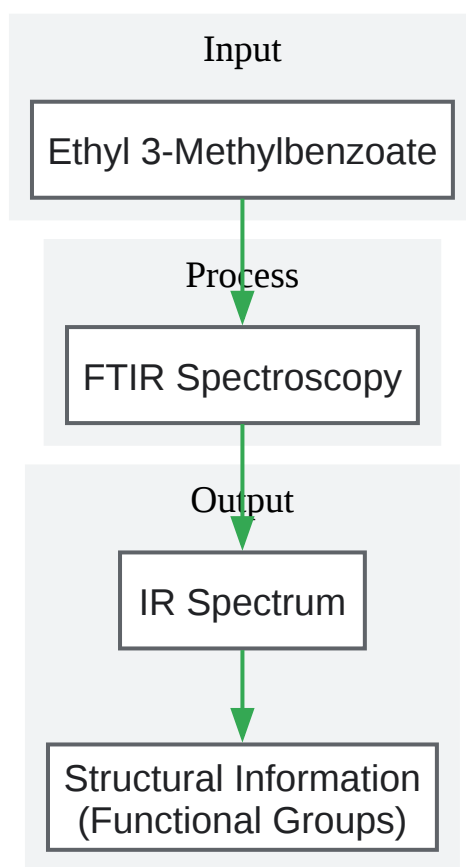 Input
Ethyl 3-Methylbenzoate
Process
FTIR Spectroscopy
Output
IR Spectrum
Structural Information
(Functional Groups)